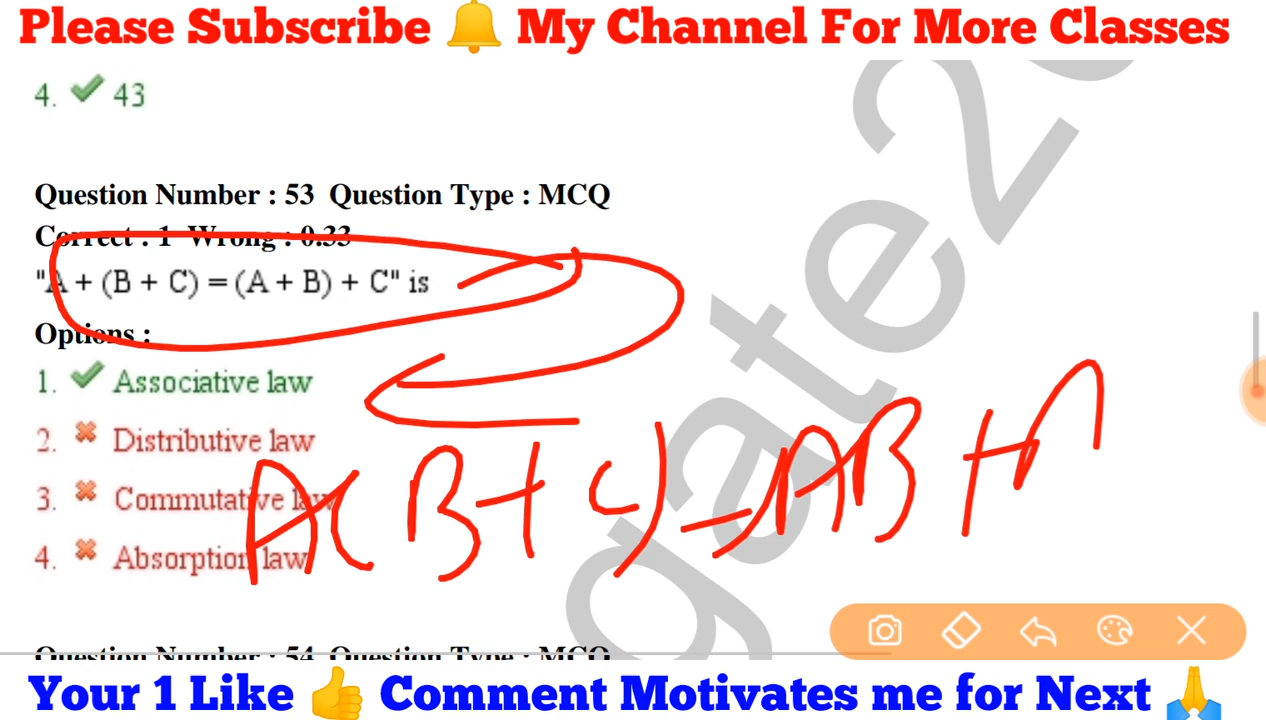 Please Subscribe 🔔 My Channel For More Classes
4. ✔ 43
Question Number : 53 Question Type : MCQ
Correct : 1 Wrong : 0.33
"A + (B + C) = (A + B) + C" is
Options :
1. ✔ Associative law
2. ✖ Distributive law
3. ✖ Commutative law
4. ✖ Absorption law
A(B+C)=AB+
Question Number : 54 Question Type : MCQ
Your 1 Like 👍 Comment Motivates me for Next 🙏